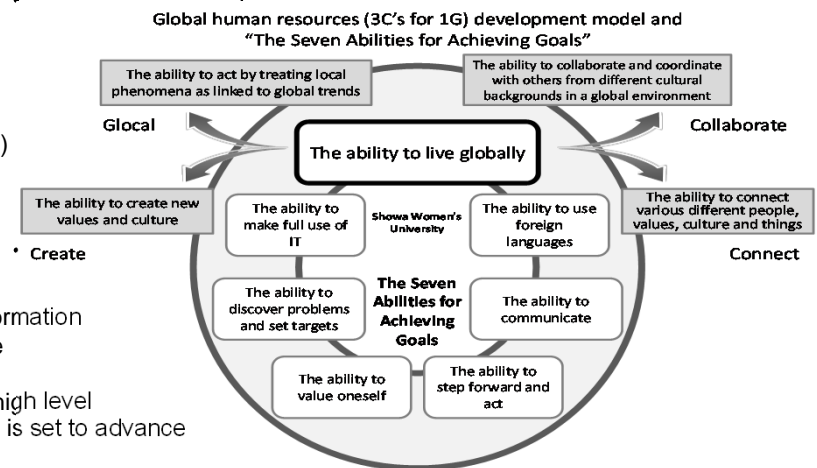 Global human resources (3C's for 1G) development model and
"The Seven Abilities for Achieving Goals"
The ability to act by treating local
phenomena as linked to global trends
The ability to collaborate and coordinate
with others from different cultural
backgrounds in a global environment
Glocal
Collaborate
)
The ability to live globally
The ability to create new
values and culture
The ability to connect
various different people,
values, culture and things
• Create
Connect
The ability to
make full use of
IT
Showa Women's
University
The ability to use
foreign
languages
The Seven
Abilities for
Achieving
Goals
The ability to
discover problems
and set targets
The ability to
communicate
The ability to
value oneself
The ability to
step forward and
act
high level
is set to advance